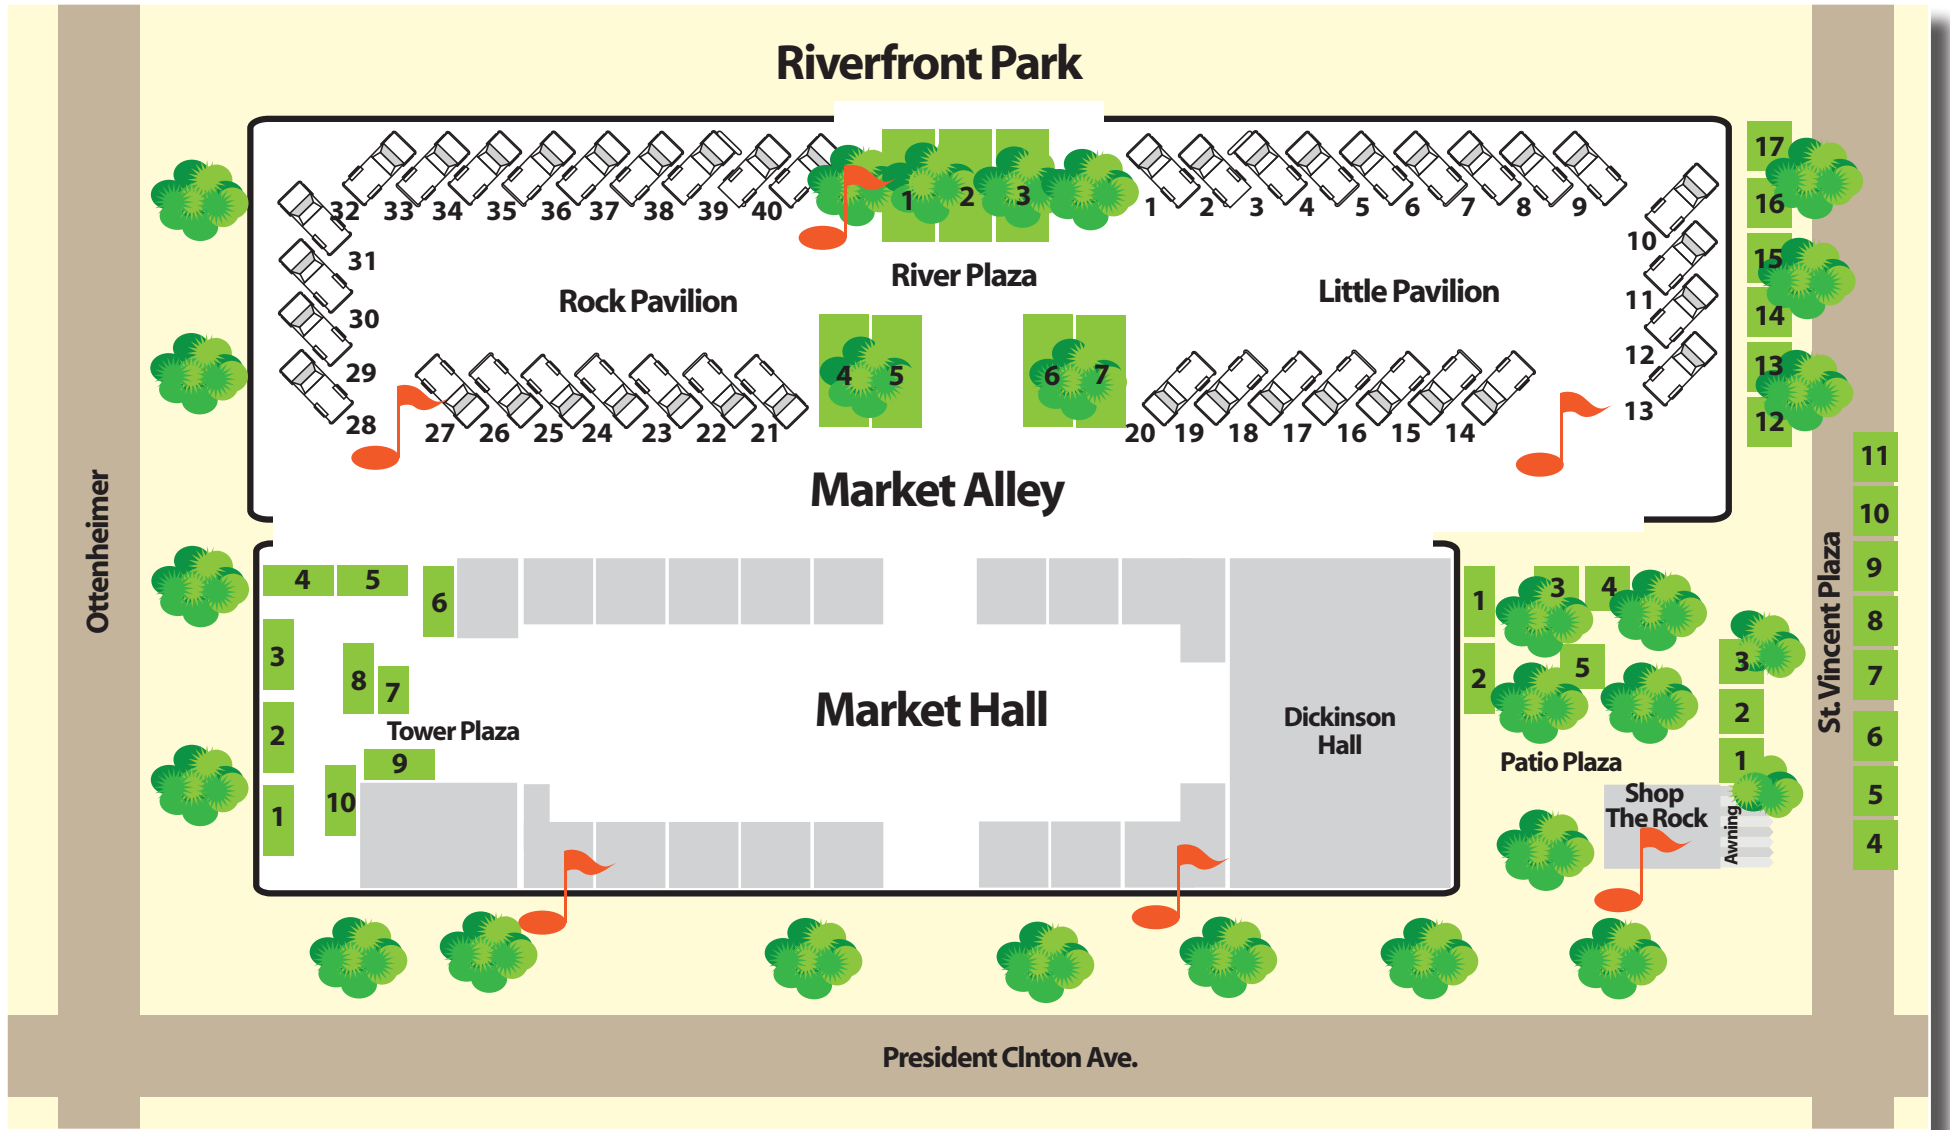 Riverfront Park
32 33 34 35 36 37 38 39 40
1 2 3
1 2 3 4 5 6 7 8 9
17
16
15
14
13
12
31
30
29
28
10
11
12
13
River Plaza
Rock Pavilion
Little Pavilion
4 5
6 7
27 26 25 24 23 22 21
20 19 18 17 16 15 14
Market Alley
Ottenheimer
St. Vincent Plaza
11
10
9
8
7
6
5
4
4 5 6
3
8 7
2
Tower Plaza
9
1
10
Market Hall
Dickinson
Hall
1 3 4
2 5
3
2
1
Patio Plaza
Shop
The Rock
Awning
President Clnton Ave.